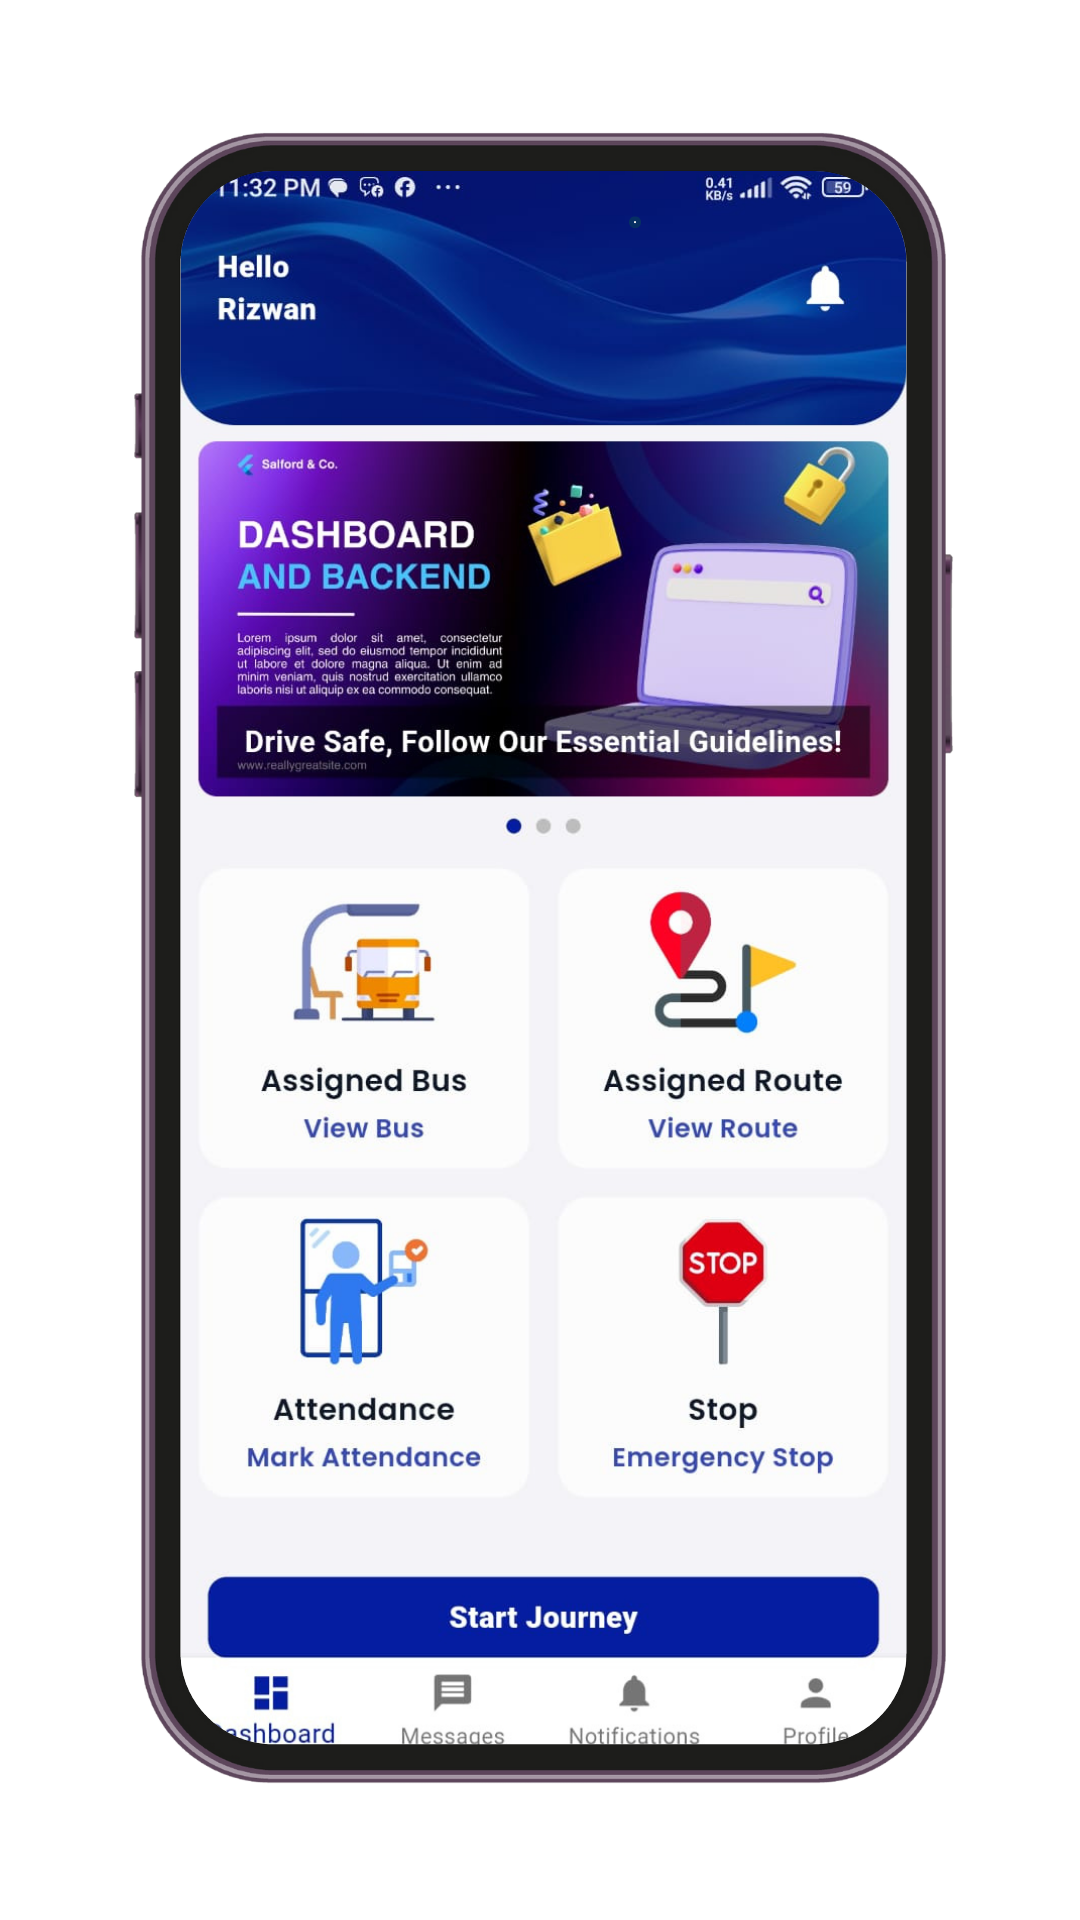 11:32 PM
0.41
KB/s
59
Hello
Rizwan
Salford & Co.
DASHBOARD
AND BACKEND
Lorem ipsum dolor sit amet, consectetur
adipiscing elit, sed do eiusmod tempor incididunt
ut labore et dolore magna aliqua. Ut enim ad
minim veniam, quis nostrud exercitation ullamco
laboris nisi ut aliquip ex ea commodo consequat.
Drive Safe, Follow Our Essential Guidelines!
www.reallygreatsite.com
Assigned Bus
View Bus
Assigned Route
View Route
Attendance
Mark Attendance
STOP
Stop
Emergency Stop
Start Journey
Dashboard
Messages
Notifications
Profile